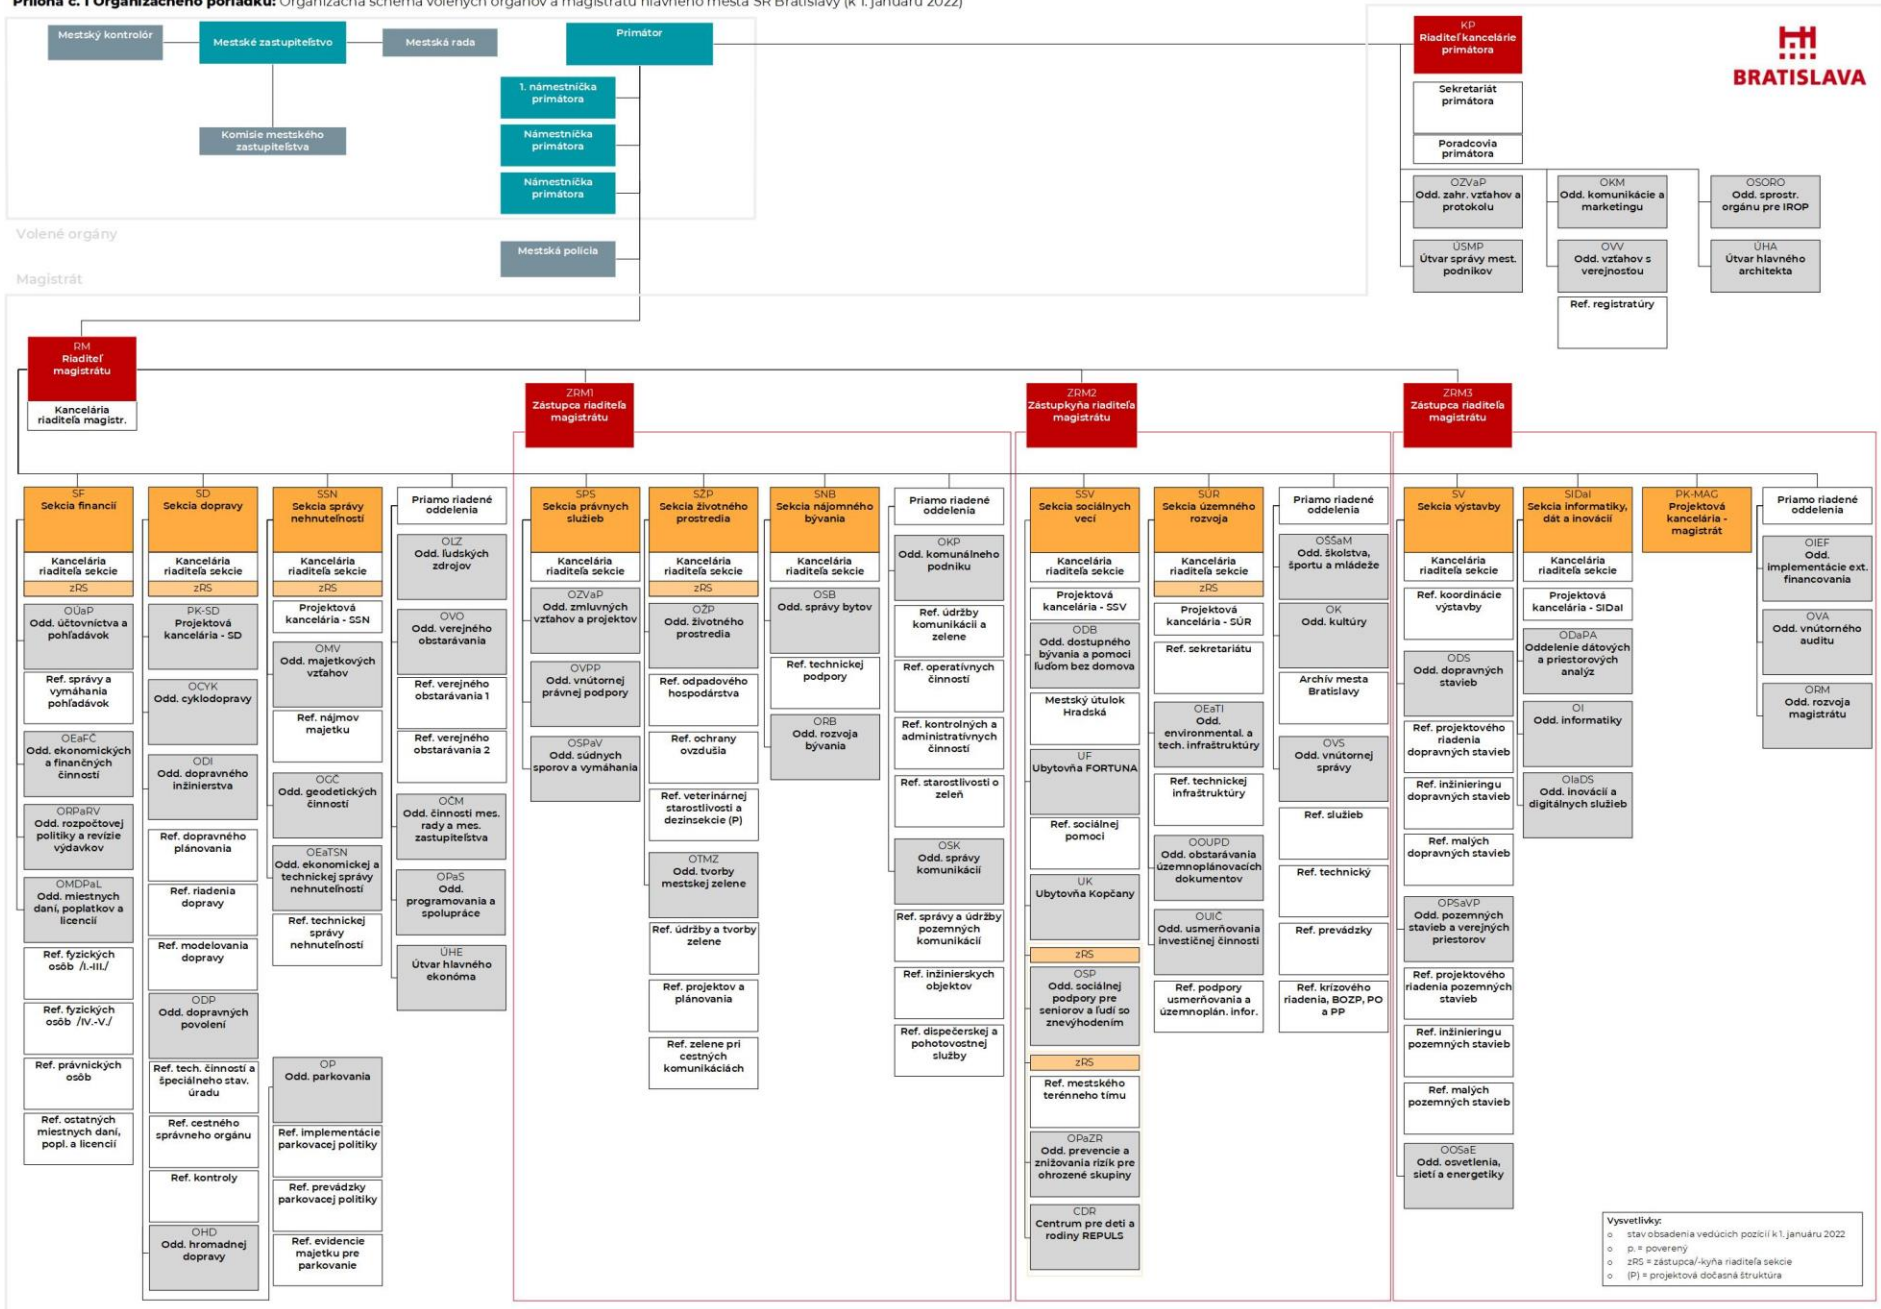 Príloha č. 1 Organizačného poriadku: Organizačná schéma volených orgánov a magistrátu hlavného mesta SR Bratislavy (k 1. januáru 2022)
Mestský kontrolór
Mestské zastupiteľstvo
Mestská rada
Komisie mestského
zastupiteľstva
Primátor
1. námestníčka
primátora
Námestníčka
primátora
Námestníčka
primátora
Mestská polícia
Volené orgány
Magistrát
KP
Riaditeľ kancelárie
primátora
Sekretariát
primátora
Poradcovia
primátora
BRATISLAVA
OZVaP
Odd. zahr. vzťahov a
protokolu
OKM
Odd. komunikácie a
marketingu
OSORO
Odd. sprostr.
orgánu pre IROP
ÚSMP
Útvar správy mest.
podnikov
OVV
Odd. vzťahov s
verejnosťou
ÚHA
Útvar hlavného
architekta
Ref. registratúry
RM
Riaditeľ
magistrátu
Kancelária
riaditeľa magistr.
ZRM1
Zástupca riaditeľa
magistrátu
ZRM2
Zástupkyňa riaditeľa
magistrátu
ZRM3
Zástupca riaditeľa
magistrátu
SF
Sekcia financií
Kancelária
riaditeľa sekcie
zRS
OÚaP
Odd. účtovníctva a
pohľadávok
Ref. správy a
vymáhania
pohľadávok
OEaFČ
Odd. ekonomických
a finančných
činností
ORPaRV
Odd. rozpočtovej
politiky a revízie
výdavkov
OMDPaL
Odd. miestnych
daní, poplatkov a
licencií
Ref. fyzických
osôb /I.-III./
Ref. fyzických
osôb /IV.-V./
Ref. právnických
osôb
Ref. ostatných
miestnych daní,
popl. a licencií
SD
Sekcia dopravy
Kancelária
riaditeľa sekcie
zRS
PK-SD
Projektová
kancelária - SD
OCYK
Odd. cyklodopravy
ODI
Odd. dopravného
inžinierstva
Ref. dopravného
plánovania
Ref. riadenia
dopravy
Ref. modelovania
dopravy
ODP
Odd. dopravných
povolení
Ref. tech. činností a
špeciálneho stav.
úradu
Ref. cestného
správneho orgánu
Ref. kontroly
OHD
Odd. hromadnej
dopravy
SSN
Sekcia správy
nehnuteľností
Kancelária
riaditeľa sekcie
zRS
Projektová
kancelária - SSN
OMV
Odd. majetkových
vzťahov
Ref. nájmov
majetku
OGČ
Odd. geodetických
činností
OEaTSN
Odd. ekonomickej a
technickej správy
nehnuteľností
Ref. technickej
správy
nehnuteľností
OP
Odd. parkovania
Ref. implementácie
parkovacej politiky
Ref. prevádzky
parkovacej politiky
Ref. evidencie
majetku pre
parkovanie
Priamo riadené
oddelenia
OĽZ
Odd. ľudských
zdrojov
OVO
Odd. verejného
obstarávania
Ref. verejného
obstarávania 1
Ref. verejného
obstarávania 2
OČM
Odd. činnosti mes.
rady a mes.
zastupiteľstva
OPaS
Odd.
programovania a
spolupráce
ÚHE
Útvar hlavného
ekonóma
SPS
Sekcia právnych
služieb
Kancelária
riaditeľa sekcie
OZVaP
Odd. zmluvných
vzťahov a projektov
OVPP
Odd. vnútornej
právnej podpory
OSPaV
Odd. súdnych
sporov a vymáhania
SŽP
Sekcia životného
prostredia
Kancelária
riaditeľa sekcie
zRS
OŽP
Odd. životného
prostredia
Ref. odpadového
hospodárstva
Ref. ochrany
ovzdušia
Ref. veterinárnej
starostlivosti a
dezinsekcie (P)
OTMZ
Odd. tvorby
mestskej zelene
Ref. údržby a tvorby
zelene
Ref. projektov a
plánovania
Ref. zelene pri
cestných
komunikáciách
SNB
Sekcia nájomného
bývania
Kancelária
riaditeľa sekcie
OSB
Odd. správy bytov
Ref. technickej
podpory
ORB
Odd. rozvoja
bývania
Priamo riadené
oddelenia
OKP
Odd. komunálneho
podniku
Ref. údržby
komunikácií a
zelene
Ref. operatívnych
činností
Ref. kontrolných a
administratívnych
činností
Ref. starostlivosti o
zeleň
OSK
Odd. správy
komunikácií
Ref. správy a údržby
pozemných
komunikácií
Ref. inžinierskych
objektov
Ref. dispečerskej a
pohotovostnej
služby
SSV
Sekcia sociálnych
vecí
Kancelária
riaditeľa sekcie
Projektová
kancelária - SSV
ODB
Odd. dostupného
bývania a pomoci
ľuďom bez domova
Mestský útulok
Hradská
UF
Ubytovňa FORTUNA
Ref. sociálnej
pomoci
UK
Ubytovňa Kopčany
zRS
OSP
Odd. sociálnej
podpory pre
seniorov a ľudí so
znevýhodnením
zRS
Ref. mestského
terénneho tímu
OPaZR
Odd. prevencie a
znižovania rizík pre
ohrozené skupiny
CDR
Centrum pre deti a
rodiny REPULS
SÚR
Sekcia územného
rozvoja
Kancelária
riaditeľa sekcie
zRS
Projektová
kancelária - SÚR
Ref. sekretariátu
OEaTI
Odd.
environmental. a
tech. infraštruktúry
Ref. technickej
infraštruktúry
OOUPD
Odd. obstarávania
územnoplánovacích
dokumentov
OUIČ
Odd. usmerňovania
investičnej činnosti
Ref. podpory
usmerňovania a
územnoplán. infor.
Priamo riadené
oddelenia
OŠŠaM
Odd. školstva,
športu a mládeže
OK
Odd. kultúry
Archív mesta
Bratislavy
OVS
Odd. vnútornej
správy
Ref. služieb
Ref. technický
Ref. prevádzky
Ref. krízového
riadenia, BOZP, PO
a PP
SV
Sekcia výstavby
Kancelária
riaditeľa sekcie
Ref. koordinácie
výstavby
ODS
Odd. dopravných
stavieb
Ref. projektového
riadenia
dopravných stavieb
Ref. inžinieringu
dopravných stavieb
Ref. malých
dopravných stavieb
OPSaVP
Odd. pozemných
stavieb a verejných
priestorov
Ref. projektového
riadenia pozemných
stavieb
Ref. inžinieringu
pozemných stavieb
Ref. malých
pozemných stavieb
OOSaE
Odd. osvetlenia,
sietí a energetiky
SIDaI
Sekcia informatiky,
dát a inovácií
Kancelária
riaditeľa sekcie
Projektová
kancelária - SIDaI
ODaPA
Oddelenie dátových
a priestorových
analýz
OI
Odd. informatiky
OIaDS
Odd. inovácií a
digitálnych služieb
PK-MAG
Projektová
kancelária -
magistrát
Priamo riadené
oddelenia
OIEF
Odd.
implementácie ext.
financovania
OVA
Odd. vnútorného
auditu
ORM
Odd. rozvoja
magistrátu
Vysvetlivky:
stav obsadenia vedúcich pozícií k 1. januáru 2022
p. = poverený
zRS = zástupca/-kyňa riaditeľa sekcie
(P) = projektová dočasná štruktúra